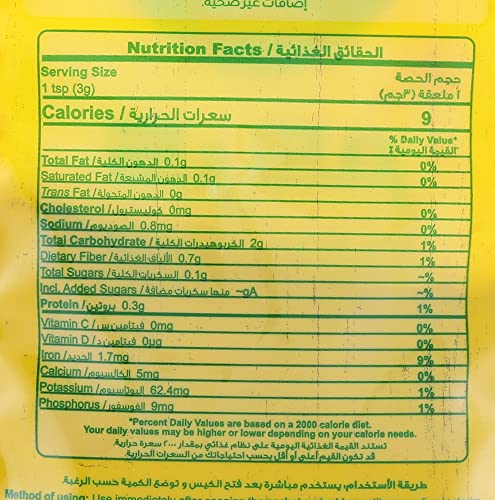 إضافات غير صحية.
Nutrition Facts / الحقائق الغذائية
Serving Size حجم الحصة
1 tsp (3g) ١ ملعقة (٣جم)
Calories / سعرات الحرارية 9
% Daily Value*
القيمة اليومية ٪
Total Fat / الدهون الكلية 0.1g 0%
Saturated Fat / الدهون المشبعة 0.1g 0%
Trans Fat / الدهون المتحولة 0g
Cholesterol / كوليسترول 0mg 0%
Sodium / الصوديوم 0.8mg 0%
Total Carbohydrate / الكربوهيدرات الكلية 2g 1%
Dietary Fiber / الألياف الغذائية 0.7g 1%
Total Sugars / السكريات الكلية 0.1g ~%
Incl. Added Sugars / منها سكريات مضافة ~gA ~%
Protein / بروتين 0.3g 1%
Vitamin C / فيتامين س 0mg 0%
Vitamin D / فيتامين د 0µg 0%
Iron / الحديد 1.7mg 9%
Calcium / الكالسيوم 5mg 0%
Potassium / البوتاسيوم 62.4mg 1%
Phosphorus / الفوسفور 9mg 1%
*Percent Daily Values are based on a 2000 calorie diet.
Your daily values may be higher or lower depending on your calorie needs.
تستند القيمة الغذائية اليومية على نظام غذائي بمقدار ٢٠٠٠ سعرة حرارية.
قد تكون القيم أعلى أو أقل بحسب احتياجاتك من السعرات الحرارية.
طريقة الأستخدام: يستخدم مباشرة بعد فتح الكيس و توضع الكمية حسب الرغبة.
Method of using: Use immediately after opening the